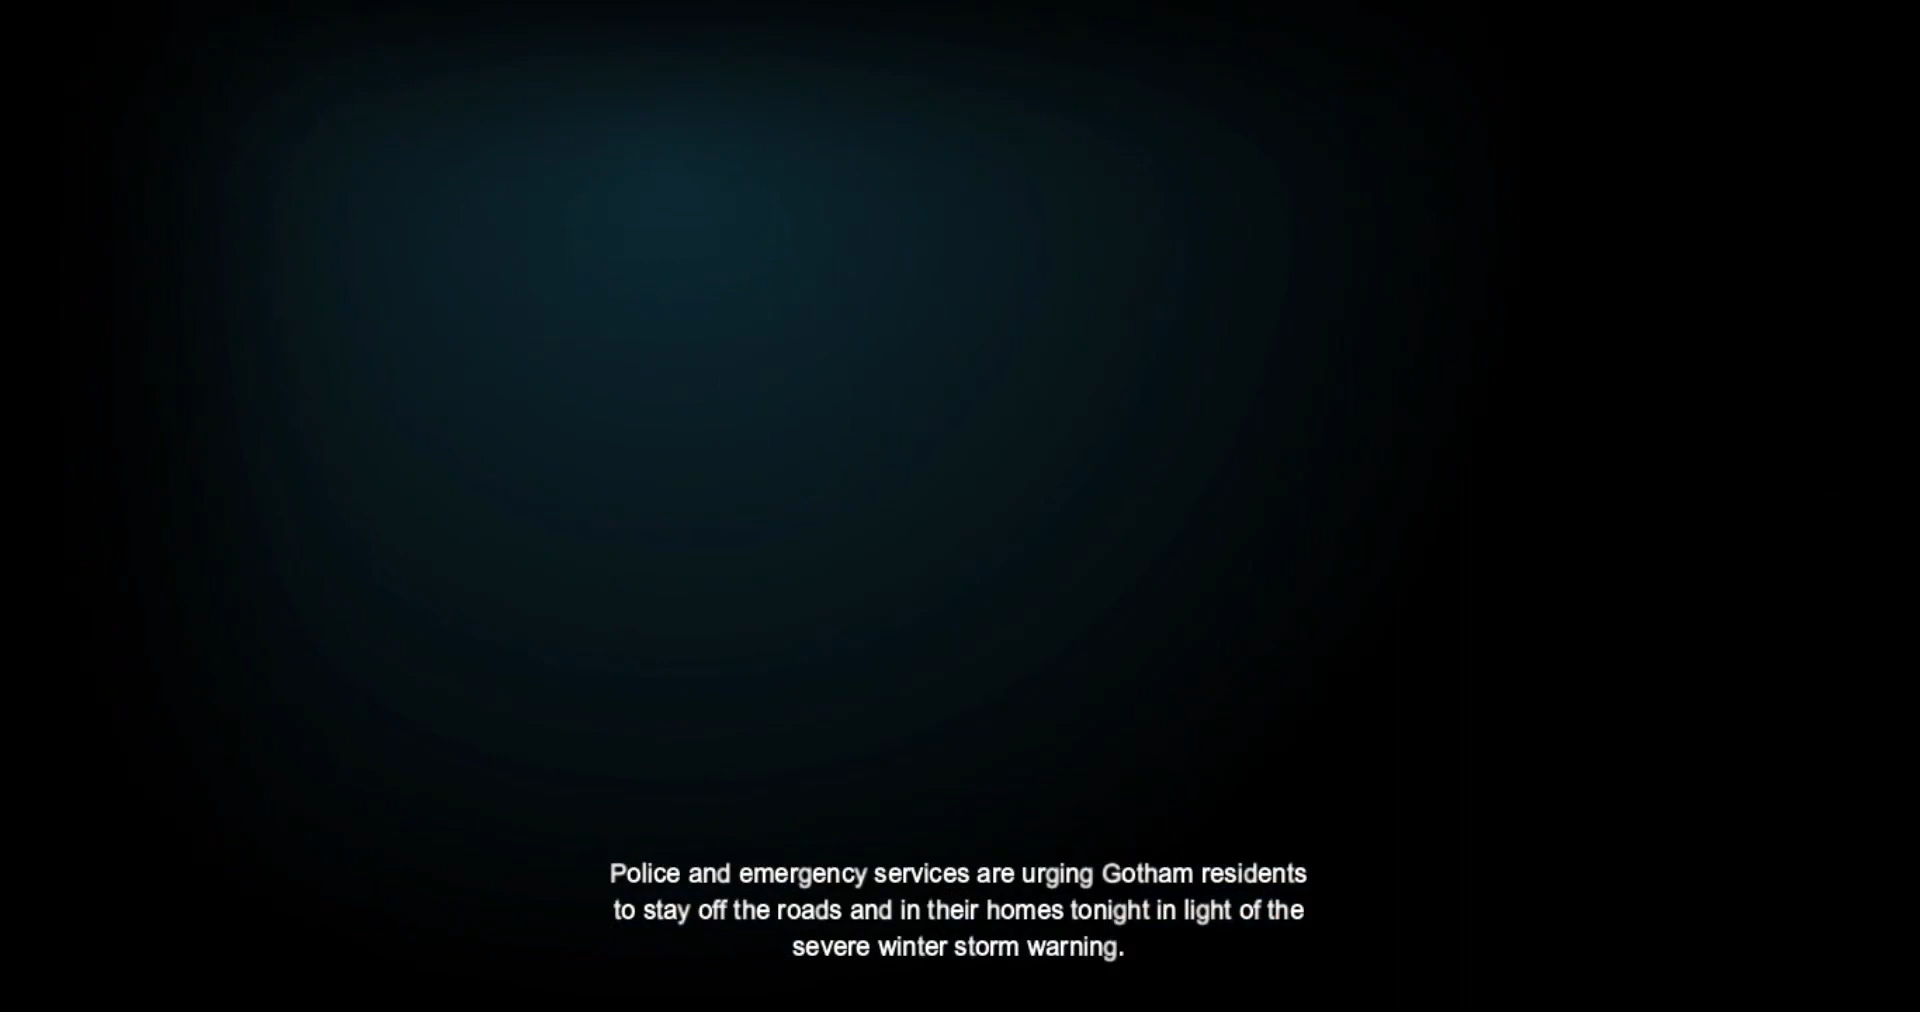 Police and emergency services are urging Gotham residents
to stay off the roads and in their homes tonight in light of the
severe winter storm warning.